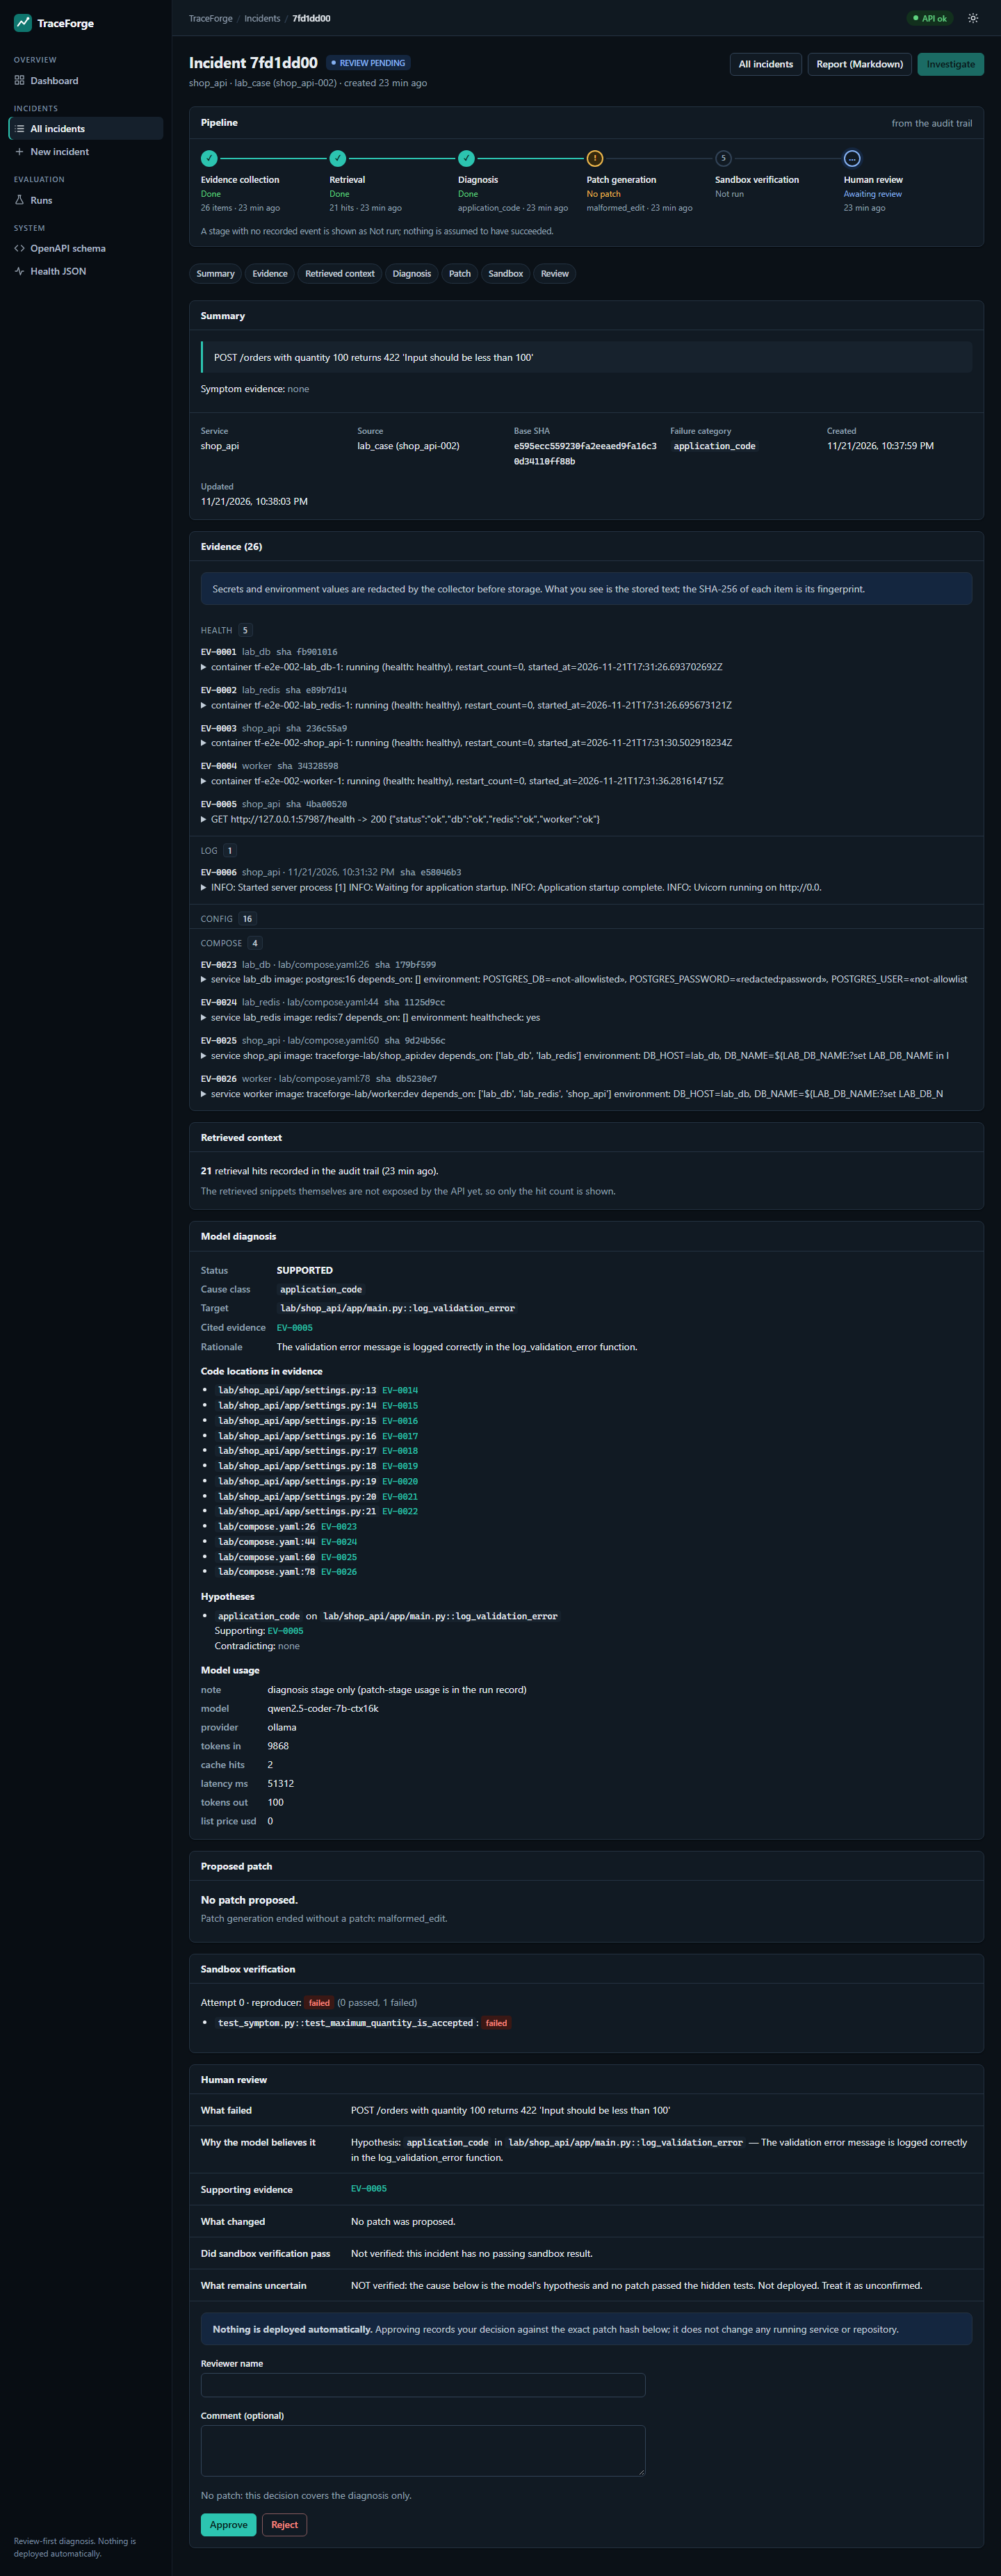 TraceForge
OVERVIEW
Dashboard
INCIDENTS
All incidents
New incident
EVALUATION
Runs
SYSTEM
OpenAPI schema
Health JSON
Review-first diagnosis. Nothing is
deployed automatically.
TraceForge / Incidents / 7fd1dd00
API ok
Incident 7fd1dd00 REVIEW PENDING
shop_api · lab_case (shop_api-002) · created 23 min ago
All incidents
Report (Markdown)
Investigate
Pipeline
from the audit trail
Evidence collection
Done
26 items · 23 min ago
Retrieval
Done
21 hits · 23 min ago
Diagnosis
Done
application_code · 23 min ago
!
Patch generation
No patch
malformed_edit · 23 min ago
5
Sandbox verification
Not run
...
Human review
Awaiting review
23 min ago
A stage with no recorded event is shown as Not run; nothing is assumed to have succeeded.
Summary
Evidence
Retrieved context
Diagnosis
Patch
Sandbox
Review
Summary
POST /orders with quantity 100 returns 422 'Input should be less than 100'
Symptom evidence: none
Service
shop_api
Source
lab_case (shop_api-002)
Base SHA
e595ecc559230fa2eeaed9fa16c3
0d34110ff88b
Failure category
application_code
Created
11/21/2026, 10:37:59 PM
Updated
11/21/2026, 10:38:03 PM
Evidence (26)
Secrets and environment values are redacted by the collector before storage. What you see is the stored text; the SHA-256 of each item is its fingerprint.
HEALTH 5
EV-0001 lab_db sha fb901016
container tf-e2e-002-lab_db-1: running (health: healthy), restart_count=0, started_at=2026-11-21T17:31:26.693702692Z
EV-0002 lab_redis sha e89b7d14
container tf-e2e-002-lab_redis-1: running (health: healthy), restart_count=0, started_at=2026-11-21T17:31:26.695673121Z
EV-0003 shop_api sha 236c55a9
container tf-e2e-002-shop_api-1: running (health: healthy), restart_count=0, started_at=2026-11-21T17:31:30.502918234Z
EV-0004 worker sha 34328598
container tf-e2e-002-worker-1: running (health: healthy), restart_count=0, started_at=2026-11-21T17:31:36.281614715Z
EV-0005 shop_api sha 4ba00520
GET http://127.0.0.1:57987/health -> 200 {"status":"ok","db":"ok","redis":"ok","worker":"ok"}
LOG 1
EV-0006 shop_api · 11/21/2026, 10:31:32 PM sha e58046b3
INFO: Started server process [1] INFO: Waiting for application startup. INFO: Application startup complete. INFO: Uvicorn running on http://0.0.
CONFIG 16
COMPOSE 4
EV-0023 lab_db · lab/compose.yaml:26 sha 179bf599
service lab_db image: postgres:16 depends_on: [] environment: POSTGRES_DB=«not-allowlisted», POSTGRES_PASSWORD=«redacted:password», POSTGRES_USER=«not-allowlist
EV-0024 lab_redis · lab/compose.yaml:44 sha 1125d9cc
service lab_redis image: redis:7 depends_on: [] environment: healthcheck: yes
EV-0025 shop_api · lab/compose.yaml:60 sha 9d24b56c
service shop_api image: traceforge-lab/shop_api:dev depends_on: ['lab_db', 'lab_redis'] environment: DB_HOST=lab_db, DB_NAME=${LAB_DB_NAME:?set LAB_DB_NAME in l
EV-0026 worker · lab/compose.yaml:78 sha db5230e7
service worker image: traceforge-lab/worker:dev depends_on: ['lab_db', 'lab_redis', 'shop_api'] environment: DB_HOST=lab_db, DB_NAME=${LAB_DB_NAME:?set LAB_DB_N
Retrieved context
21 retrieval hits recorded in the audit trail (23 min ago).
The retrieved snippets themselves are not exposed by the API yet, so only the hit count is shown.
Model diagnosis
Status SUPPORTED
Cause class application_code
Target lab/shop_api/app/main.py::log_validation_error
Cited evidence EV-0005
Rationale The validation error message is logged correctly in the log_validation_error function.
Code locations in evidence
lab/shop_api/app/settings.py:13 EV-0014
lab/shop_api/app/settings.py:14 EV-0015
lab/shop_api/app/settings.py:15 EV-0016
lab/shop_api/app/settings.py:16 EV-0017
lab/shop_api/app/settings.py:17 EV-0018
lab/shop_api/app/settings.py:18 EV-0019
lab/shop_api/app/settings.py:19 EV-0020
lab/shop_api/app/settings.py:20 EV-0021
lab/shop_api/app/settings.py:21 EV-0022
lab/compose.yaml:26 EV-0023
lab/compose.yaml:44 EV-0024
lab/compose.yaml:60 EV-0025
lab/compose.yaml:78 EV-0026
Hypotheses
application_code on lab/shop_api/app/main.py::log_validation_error
Supporting: EV-0005
Contradicting: none
Model usage
note diagnosis stage only (patch-stage usage is in the run record)
model qwen2.5-coder-7b-ctx16k
provider ollama
tokens in 9868
cache hits 2
latency ms 51312
tokens out 100
list price usd 0
Proposed patch
No patch proposed.
Patch generation ended without a patch: malformed_edit.
Sandbox verification
Attempt 0 · reproducer: failed (0 passed, 1 failed)
test_symptom.py::test_maximum_quantity_is_accepted : failed
Human review
What failed POST /orders with quantity 100 returns 422 'Input should be less than 100'
Why the model believes it Hypothesis: application_code in lab/shop_api/app/main.py::log_validation_error — The validation error message is logged correctly
in the log_validation_error function.
Supporting evidence EV-0005
What changed No patch was proposed.
Did sandbox verification pass Not verified: this incident has no passing sandbox result.
What remains uncertain NOT verified: the cause below is the model's hypothesis and no patch passed the hidden tests. Not deployed. Treat it as unconfirmed.
Nothing is deployed automatically. Approving records your decision against the exact patch hash below; it does not change any running service or repository.
Reviewer name
Comment (optional)
No patch: this decision covers the diagnosis only.
Approve
Reject